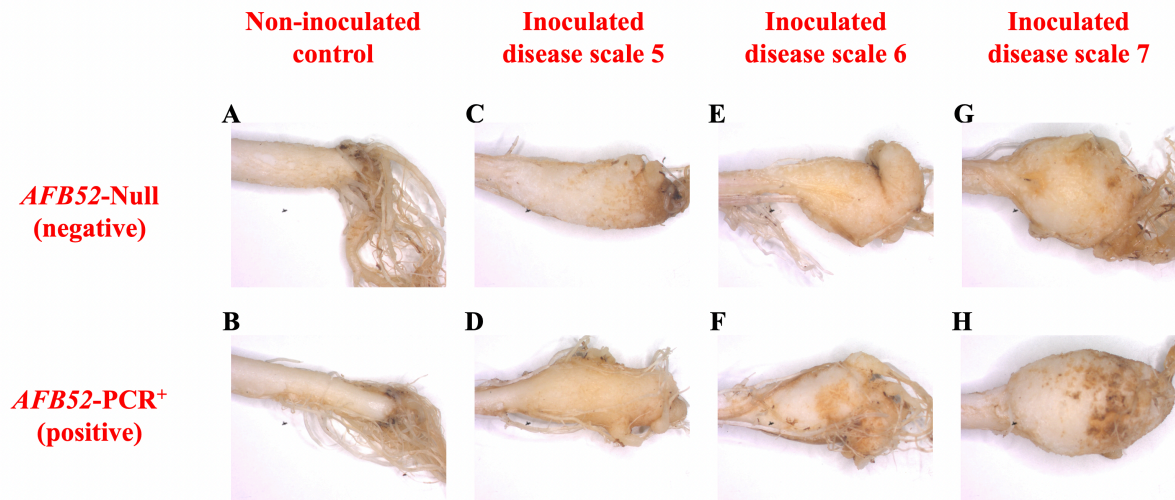 Non-inoculated
control
Inoculated
disease scale 5
Inoculated
disease scale 6
Inoculated
disease scale 7
A
C
E
G
AFB52-Null
(negative)
B
D
F
H
AFB52-PCR⁺
(positive)